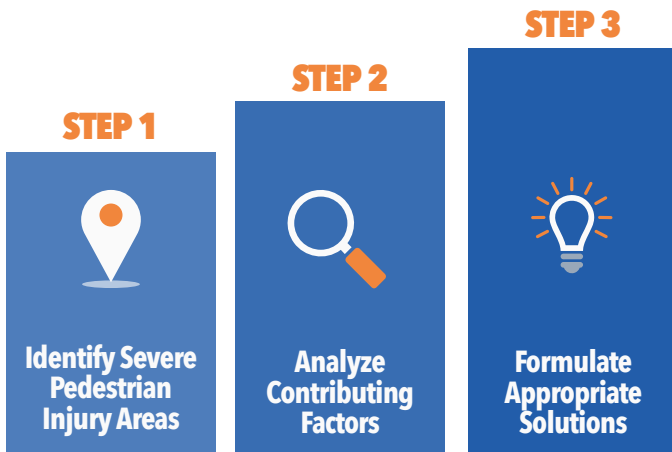 STEP 1
Identify Severe
Pedestrian
Injury Areas
STEP 2
Analyze
Contributing
Factors
STEP 3
Formulate
Appropriate
Solutions